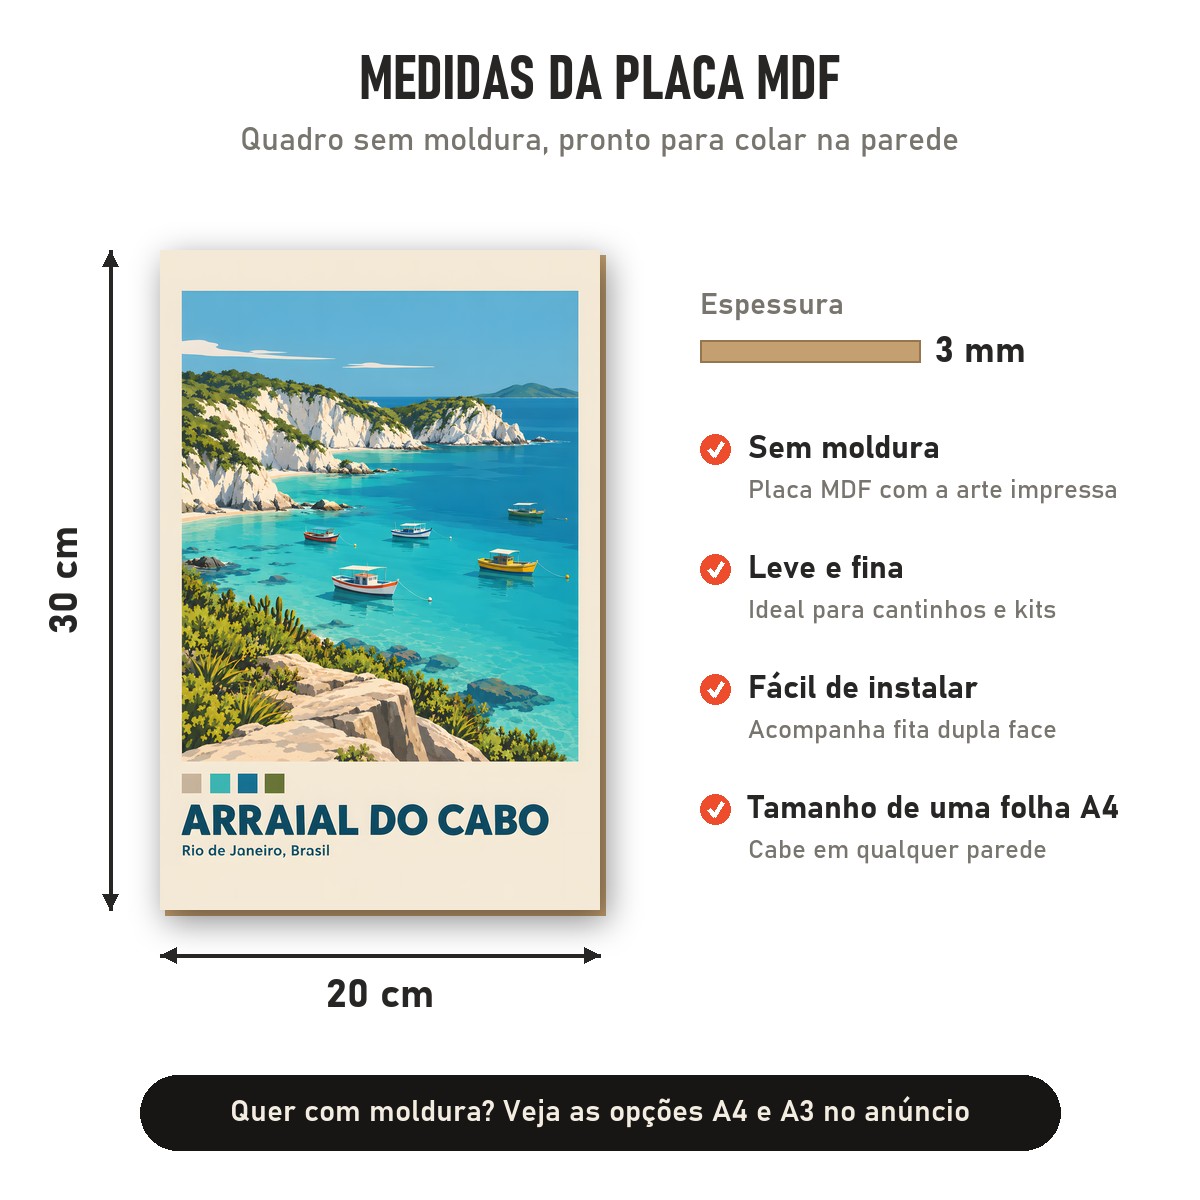 MEDIDAS DA PLACA MDF
Quadro sem moldura, pronto para colar na parede
30 cm
ARRAIAL DO CABO
Rio de Janeiro, Brasil
20 cm
Espessura
3 mm
Sem moldura
Placa MDF com a arte impressa
Leve e fina
Ideal para cantinhos e kits
Fácil de instalar
Acompanha fita dupla face
Tamanho de uma folha A4
Cabe em qualquer parede
Quer com moldura? Veja as opções A4 e A3 no anúncio